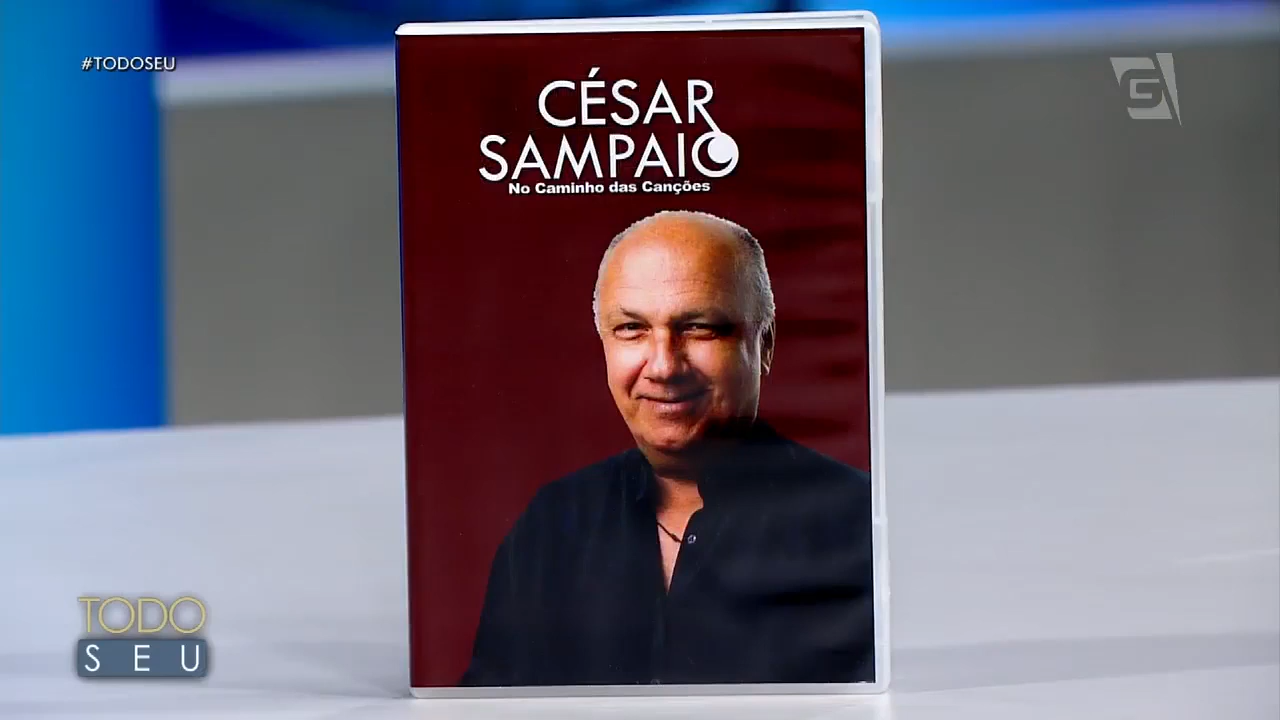 #TODOSEU
CÉSAR
SAMPAIO
No Caminho das Canções
TODO
SEU